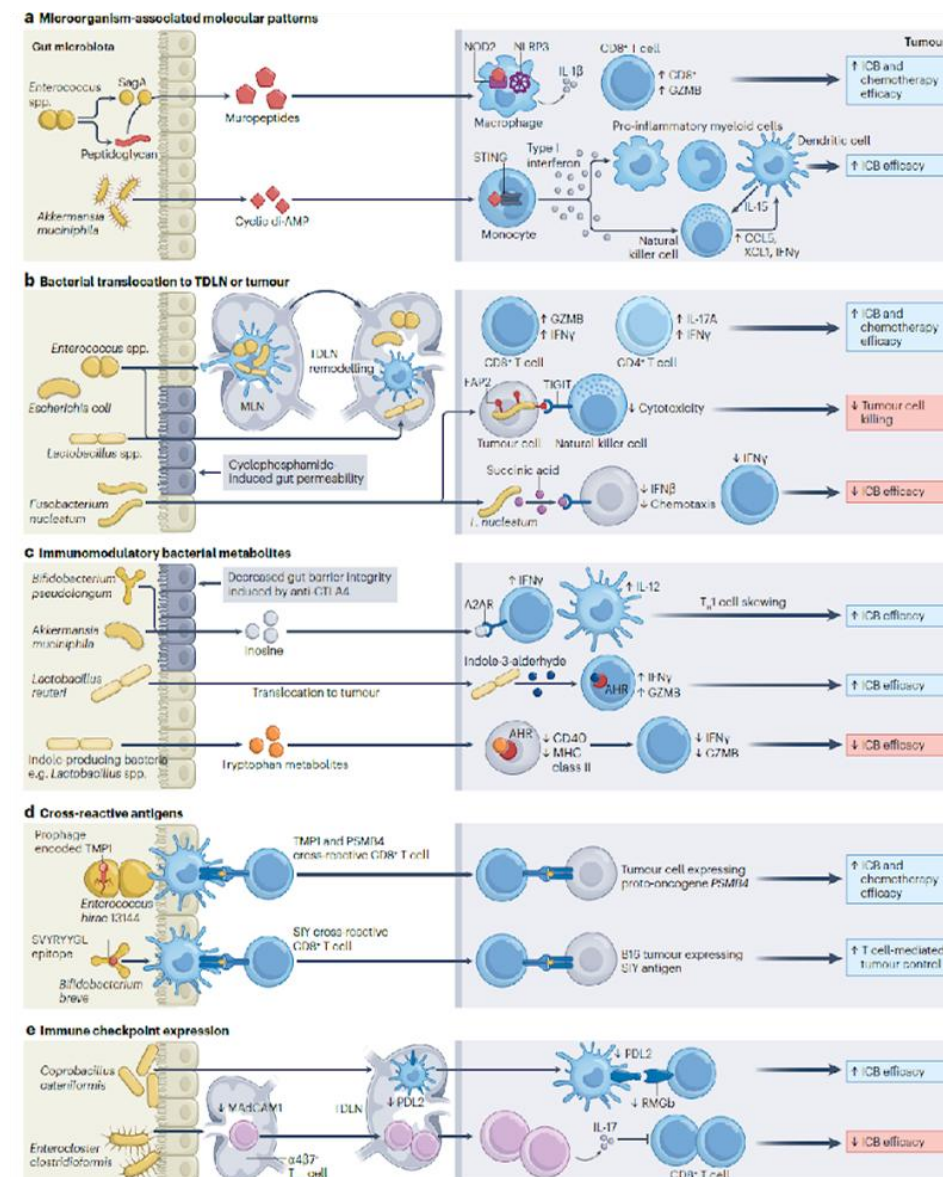 a Microorganism-associated molecular patterns
Gut microbiota
Tumou
Enterococcus
spp.
SagA
Peptidoglycan
Muropeptides
NOD2
NLRP3
IL-1β
Macrophage
CD8⁺ T cell
↑ CD8⁺
↑ GZMB
↑ ICB and
chemotherapy
efficacy
Akkermansia
muciniphila
Cyclic di-AMP
STING
Type I
interferon
Monocyte
Pro-inflammatory myeloid cells
Dendritic cell
IL-15
Natural
killer cell
↑ CCL5,
XCL1, IFNγ
↑ ICB efficacy
b Bacterial translocation to TDLN or tumour
Enterococcus spp.
Escherichia coli
Lactobacillus spp.
Fusobacterium
nucleatum
MLN
TDLN
remodelling
Cyclophosphamide
induced gut permeability
↑ GZMB
↑ IFNγ
CD8⁺ T cell
↑ IL-17A
↑ IFNγ
CD4⁺ T cell
↑ ICB and
chemotherapy
efficacy
FAP2
TIGIT
↓ Cytotoxicity
Tumour cell
Natural killer cell
↓ Tumour cell
killing
Succinic acid
F. nucleatum
↓ IFNβ
↓ Chemotaxis
↓ IFNγ
↓ ICB efficacy
c Immunomodulatory bacterial metabolites
Bifidobacterium
pseudolongum
Akkermansia
muciniphila
Decreased gut barrier integrity
induced by anti-CTLA4
Inosine
A2AR
↑ IFNγ
↑ IL-12
T_H1 cell skewing
↑ ICB efficacy
Lactobacillus
reuteri
Translocation to tumour
Indole-3-alderhyde
AHR
↑ IFNγ
↑ GZMB
↑ ICB efficacy
Indole-producing bacteria
e.g. Lactobacillus spp.
Tryptophan metabolites
AHR
↓ CD40
↓ MHC
class II
↓ IFNγ
↓ GZMB
↓ ICB efficacy
d Cross-reactive antigens
Prophage
encoded TMP1
Enterococcus
hirae 13144
TMP1 and PSMB4
cross-reactive CD8⁺ T cell
Tumour cell expressing
proto-oncogene PSMB4
↑ ICB and
chemotherapy
efficacy
SVYRYYGL
epitope
Bifidobacterium
breve
SIY cross-reactive
CD8⁺ T cell
B16 tumour expressing
SIY antigen
↑ T cell-mediated
tumour control
e Immune checkpoint expression
Coprobacillus
cateniformis
↓ PDL2
↓ PDL2
↓ RMGb
↑ ICB efficacy
Enterocloster
clostridioformis
↓ MAdCAM1
TDLN
α4β7⁺
T cell
IL-17
CD8⁺ T cell
↓ ICB efficacy